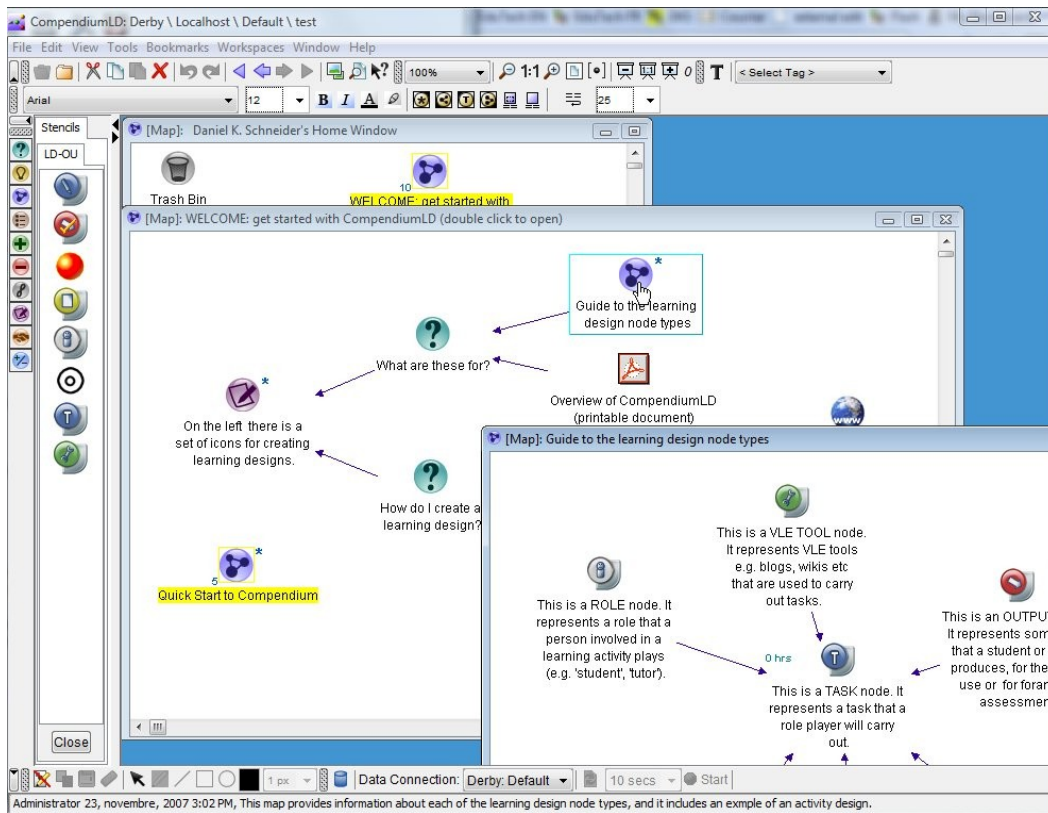 CompendiumLD: Derby \ Localhost \ Default \ test
File Edit View Tools Bookmarks Workspaces Window Help
100%
1:1
0
T
< Select Tag >
Arial
12
B I A
25
Stencils
LD-OU
[Map]: Daniel K. Schneider's Home Window
Trash Bin
10
WELCOME: get started with
[Map]: WELCOME: get started with CompendiumLD (double click to open)
*
Guide to the learning
design node types
?
What are these for?
Overview of CompendiumLD
(printable document)
www
*
On the left there is a
set of icons for creating
learning designs.
?
How do I create a
learning design?
*
5
Quick Start to Compendium
[Map]: Guide to the learning design node types
This is a VLE TOOL node.
It represents VLE tools
e.g. blogs, wikis etc
that are used to carry
out tasks.
This is a ROLE node. It
represents a role that a
person involved in a
learning activity plays
(e.g. 'student', 'tutor').
This is an OUTPU
It represents som
that a student or
produces, for the
use or for foran
assessmer
0 hrs
T
This is a TASK node. It
represents a task that a
role player will carry
out.
Close
1 px
Data Connection: Derby: Default
10 secs
Start
Administrator 23, novembre, 2007 3:02 PM, This map provides information about each of the learning design node types, and it includes an exmple of an activity design.